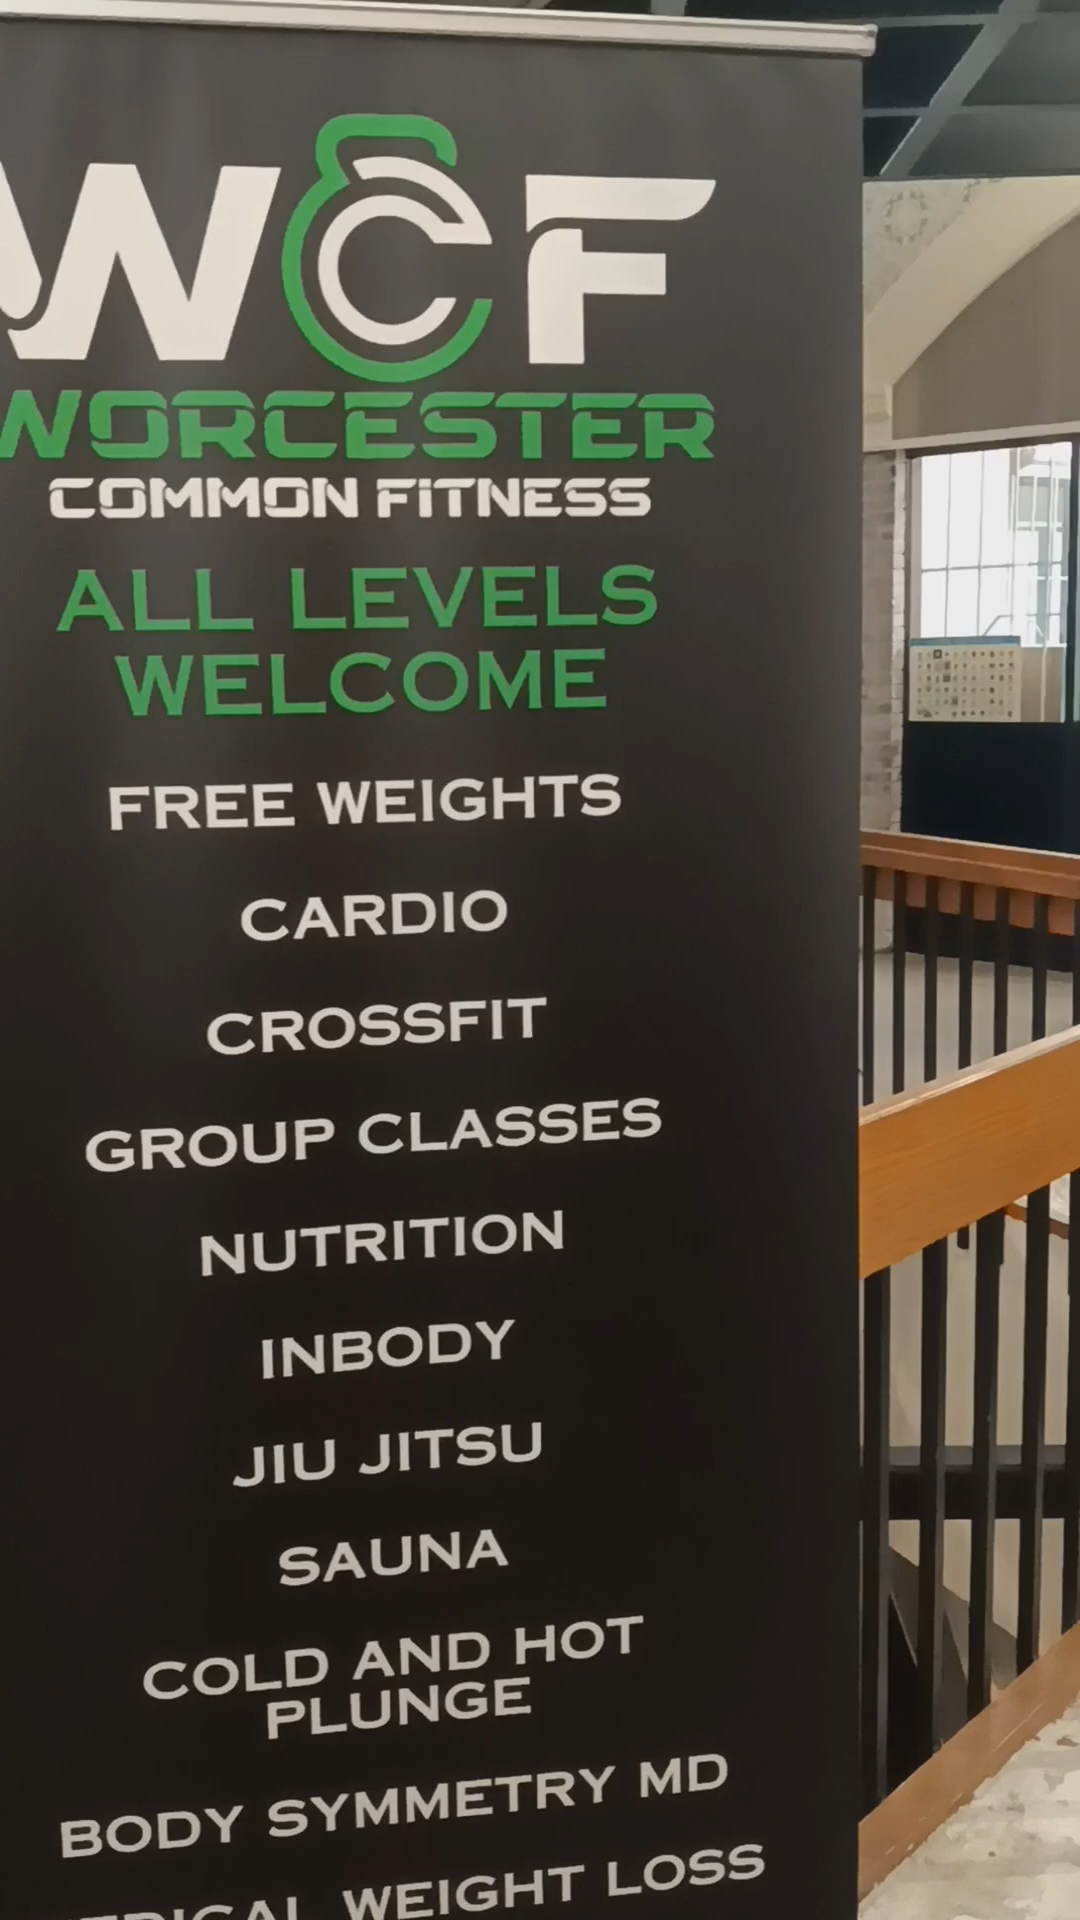 WCF
WORCESTER
COMMON FITNESS
ALL LEVELS
WELCOME
FREE WEIGHTS
CARDIO
CROSSFIT
GROUP CLASSES
NUTRITION
INBODY
JIU JITSU
SAUNA
COLD AND HOT
PLUNGE
BODY SYMMETRY MD
WEIGHT LOSS